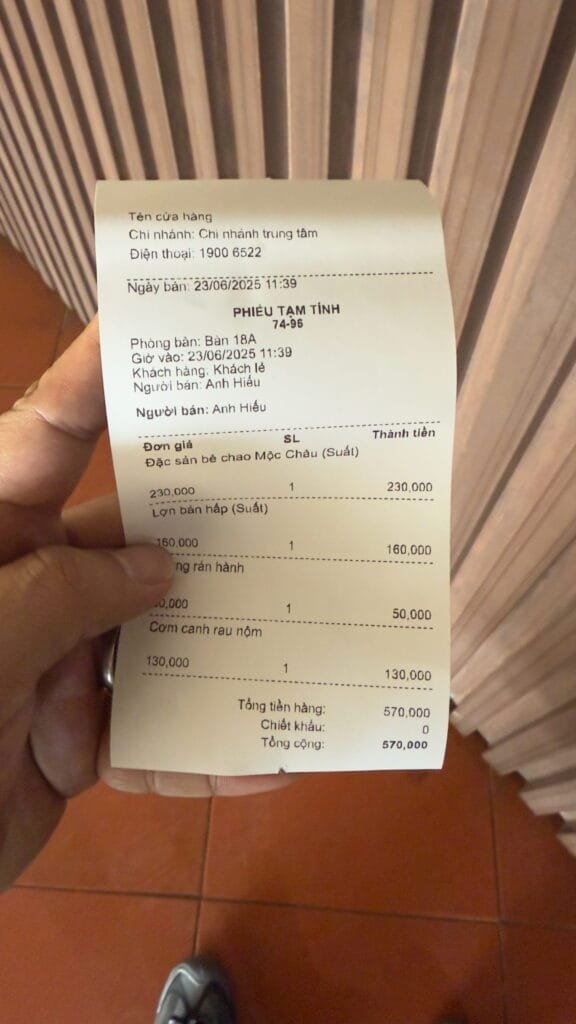 Tên cửa hàng
Chi nhánh: Chi nhánh trung tâm
Điện thoại: 1900 6522
Ngày bán: 23/06/2025 11:39
PHIẾU TẠM TÍNH
74-96
Phòng bàn: Bàn 18A
Giờ vào: 23/06/2025 11:39
Khách hàng: Khách lẻ
Người bán: Anh Hiếu
Người bán: Anh Hiếu
Đơn giá SL Thành tiền
Đặc sản bê chao Mộc Châu (Suất)
230,000 1 230,000
Lợn bản hấp (Suất)
160,000 1 160,000
rán hành
1 50,000
Cơm canh rau nộm
130,000 1 130,000
Tổng tiền hàng: 570,000
Chiết khấu: 0
Tổng cộng: 570,000